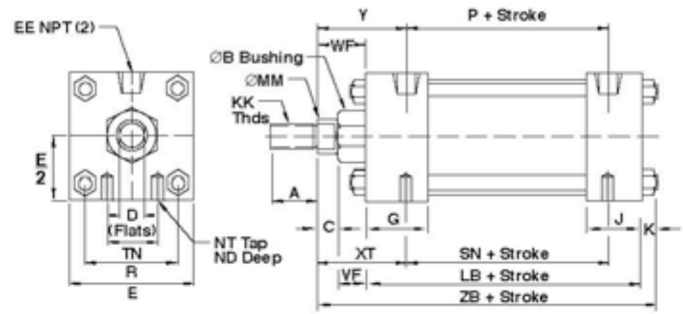 Y
P + Stroke
EE NPT (2)
WF
ØB Bushing
ØMM
KK
Thds
E
2
A
D
(Flats)
C
G
J
K
NT Tap
ND Deep
TN
XT
SN + Stroke
R
VF
LB + Stroke
E
ZB + Stroke